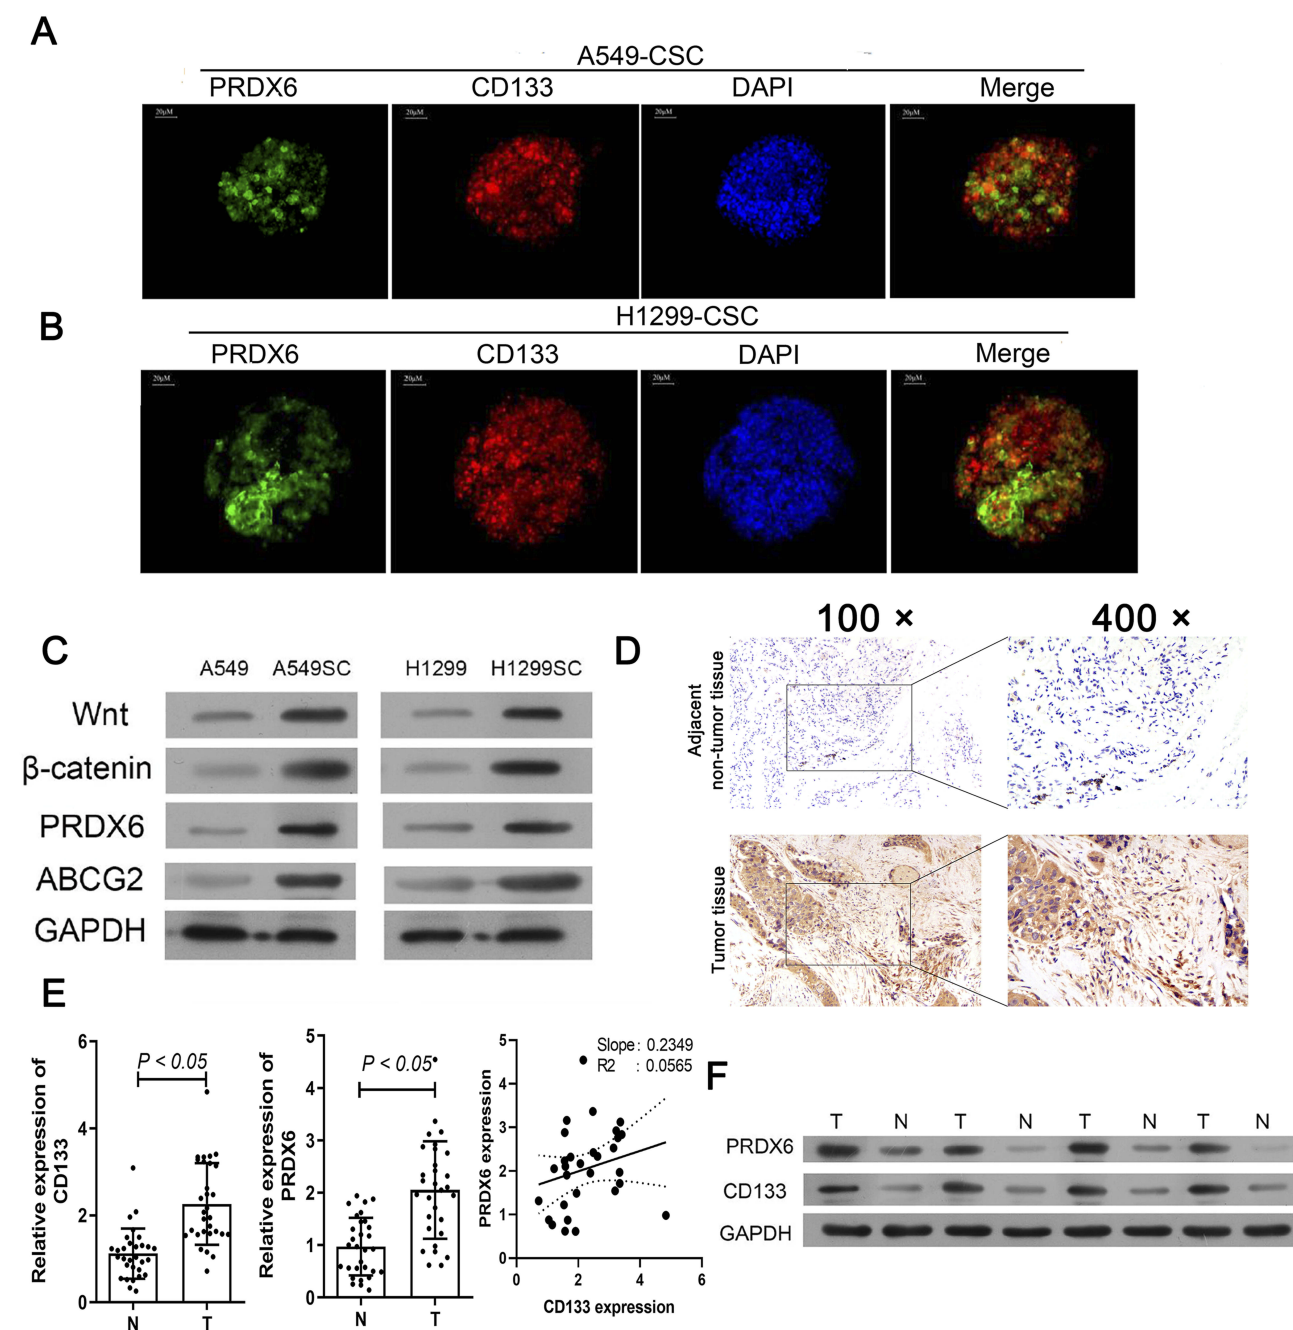 A
A549-CSC
PRDX6 CD133 DAPI Merge
20μM 20μM 20μM 20μM
B
H1299-CSC
PRDX6 CD133 DAPI Merge
20μM 20μM 20μM 20μM
C
A549 A549SC H1299 H1299SC
Wnt
β-catenin
PRDX6
ABCG2
GAPDH
D
100 × 400 ×
Adjacent
non-tumor tissue
Tumor tissue
E
Relative expression of
CD133
6
4
2
0
P < 0.05
N T
Relative expression of
PRDX6
5
4
3
2
1
0
P < 0.05
N T
PRDX6 expression
5
4
3
2
1
0
Slope : 0.2349
R2 : 0.0565
0 2 4 6
CD133 expression
F
T N T N T N T N
PRDX6
CD133
GAPDH